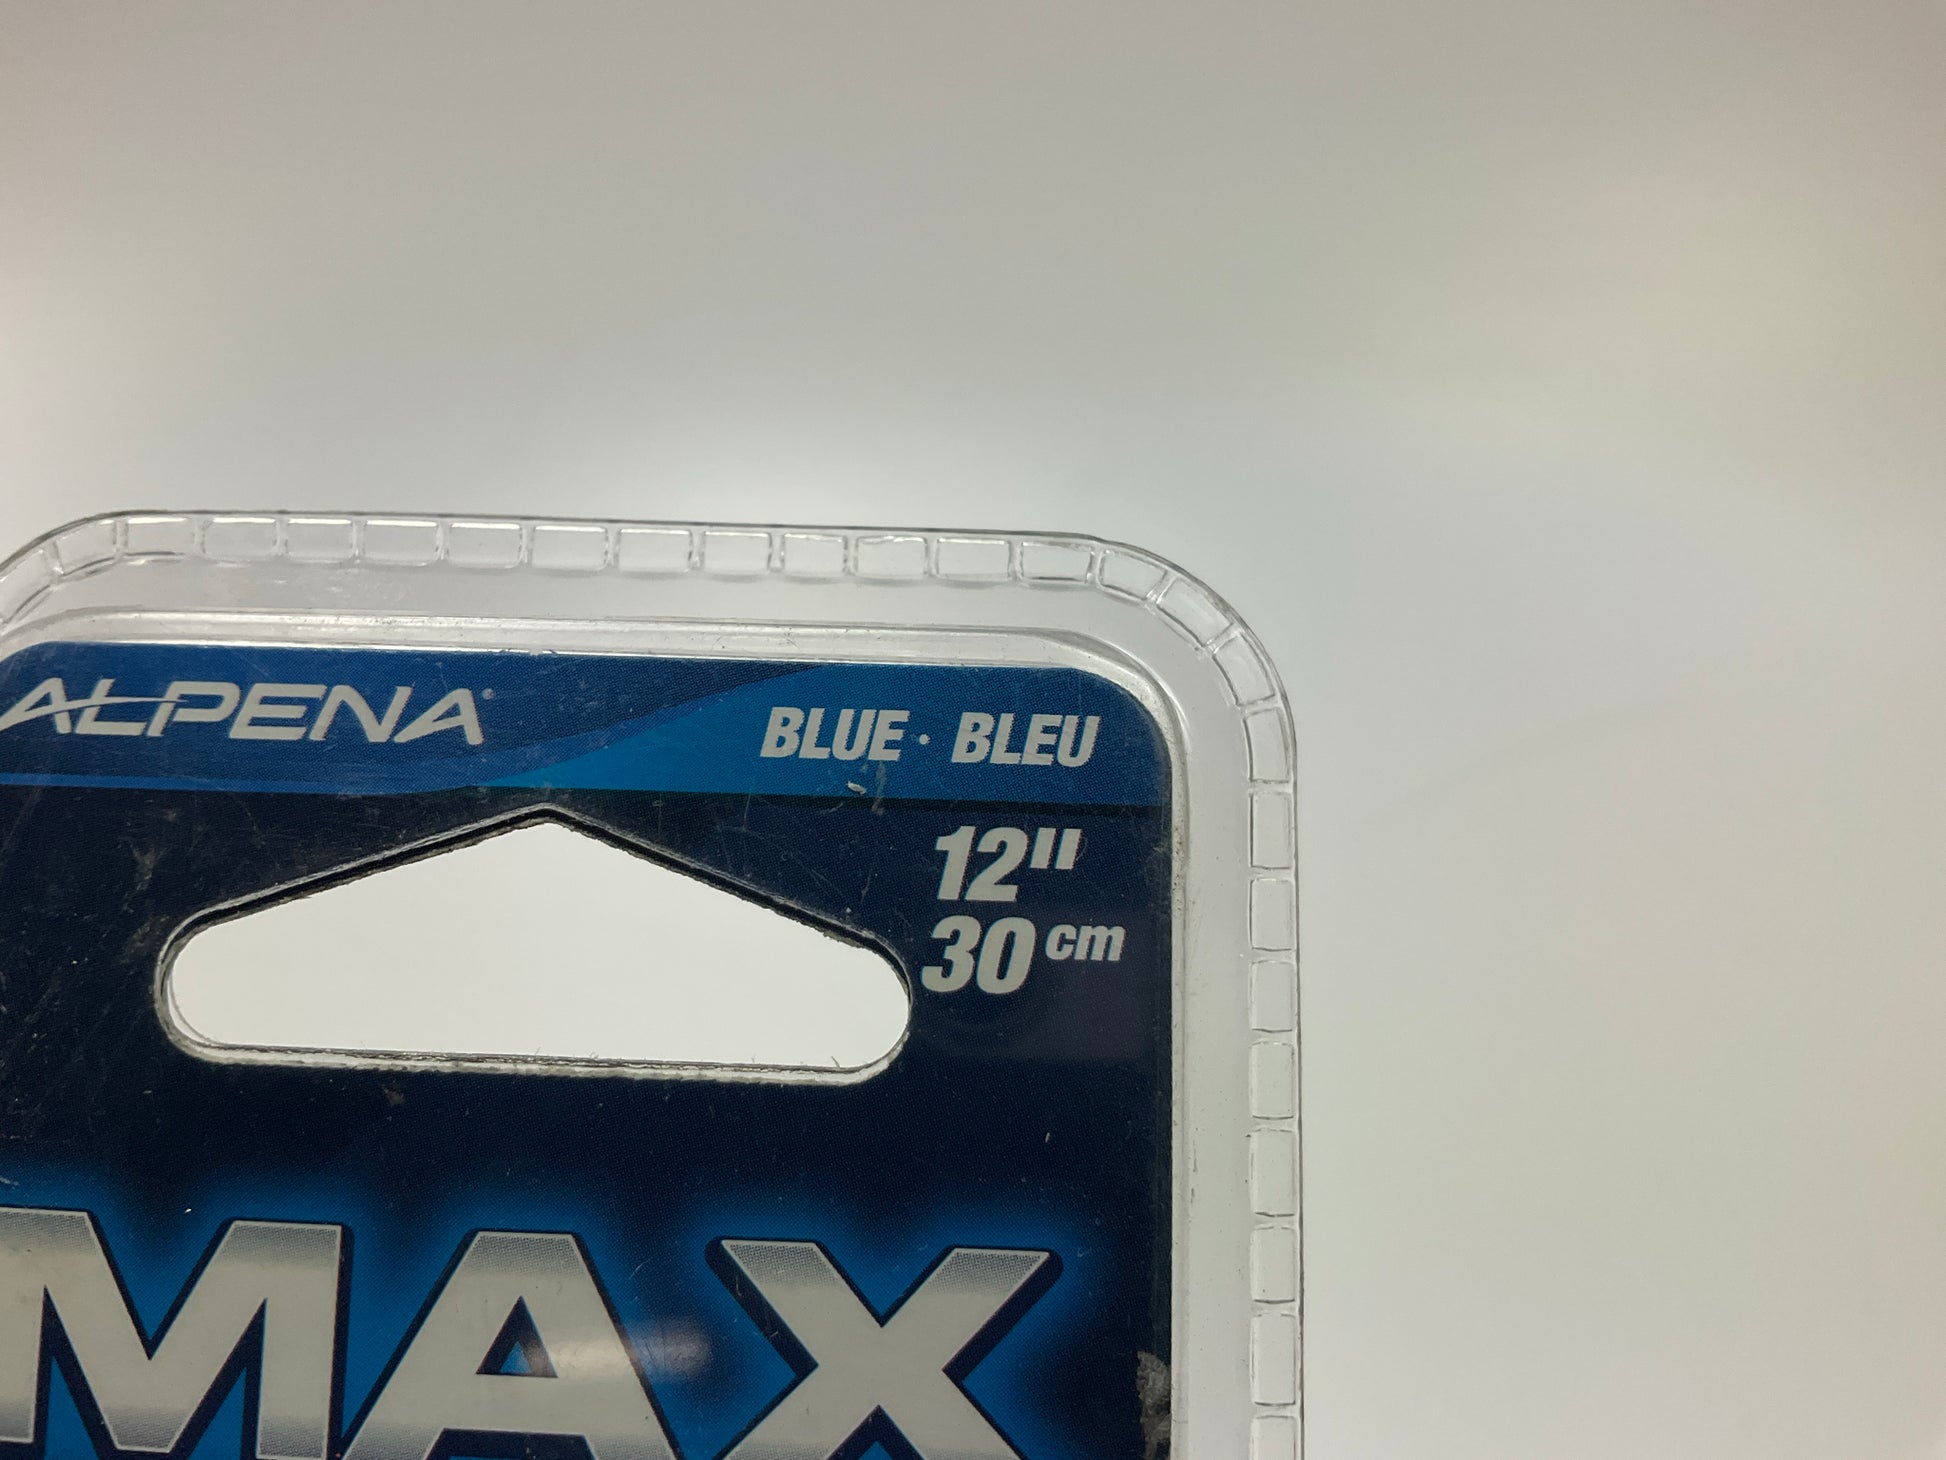 ALPENA
BLUE · BLEU
12"
30 cm
MAX